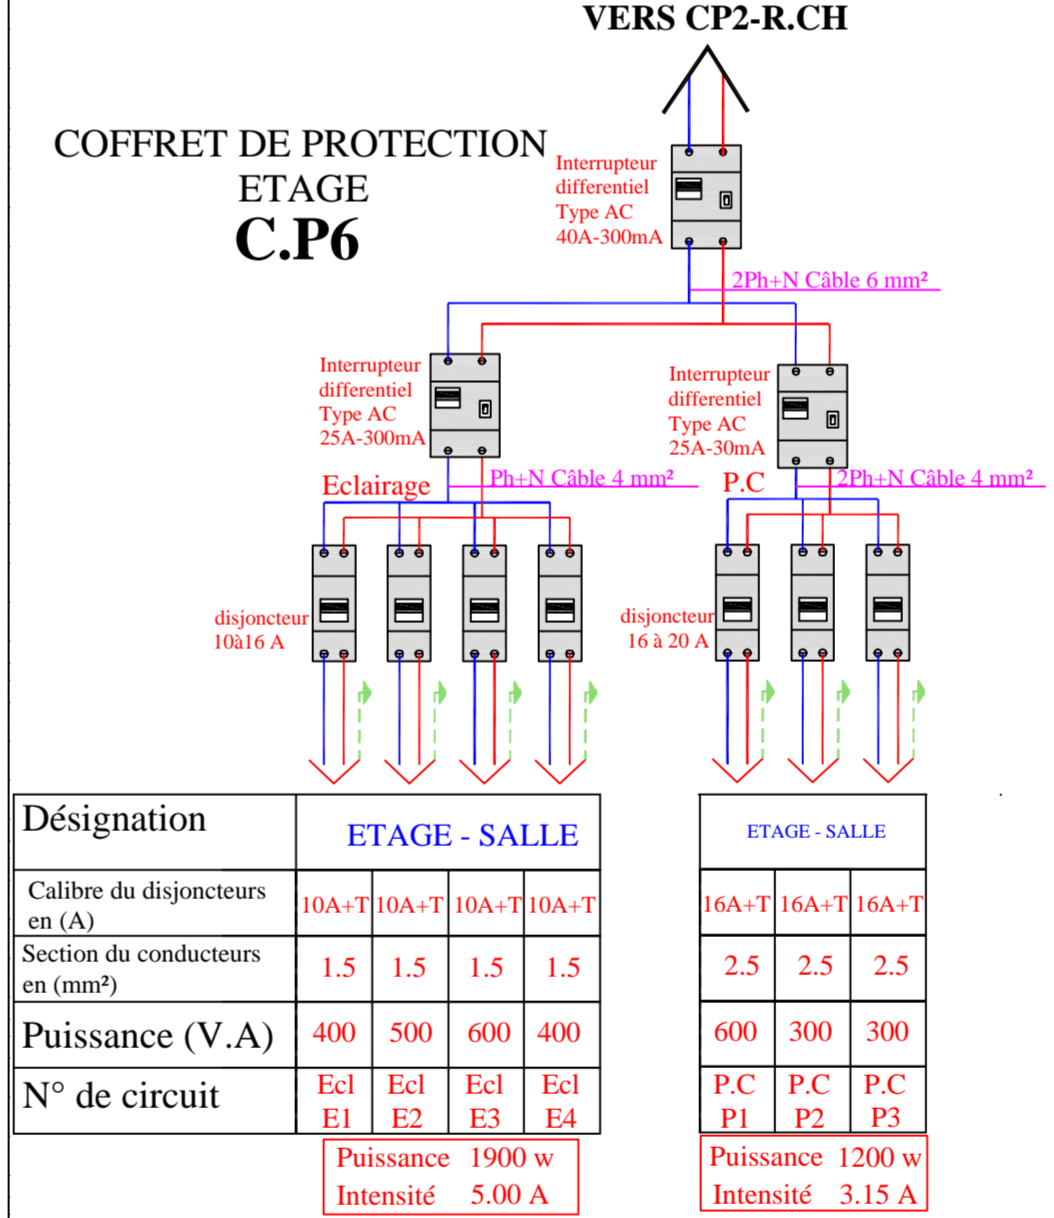 VERS CP2-R.CH
COFFRET DE PROTECTION
ETAGE
C.P6
Interrupteur
differentiel
Type AC
40A-300mA
2Ph+N Câble 6 mm²
Interrupteur
differentiel
Type AC
25A-300mA
Interrupteur
differentiel
Type AC
25A-30mA
Eclairage
Ph+N Câble 4 mm²
P.C
2Ph+N Câble 4 mm²
disjoncteur
10à16 A
disjoncteur
16 à 20 A
Désignation ETAGE - SALLE ETAGE - SALLE
Calibre du disjoncteurs
en (A)
10A+T 10A+T 10A+T 10A+T 16A+T 16A+T 16A+T
Section du conducteurs
en (mm²)
1.5 1.5 1.5 1.5 2.5 2.5 2.5
Puissance (V.A) 400 500 600 400 600 300 300
N° de circuit
Ecl Ecl Ecl Ecl P.C P.C P.C
E1 E2 E3 E4 P1 P2 P3
Puissance 1900 w
Intensité 5.00 A
Puissance 1200 w
Intensité 3.15 A